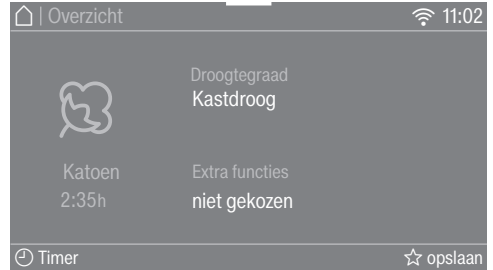 | Overzicht 11:02
Droogtegraad
Kastdroog
Katoen
2:35h
Extra functies
niet gekozen
Timer
opslaan